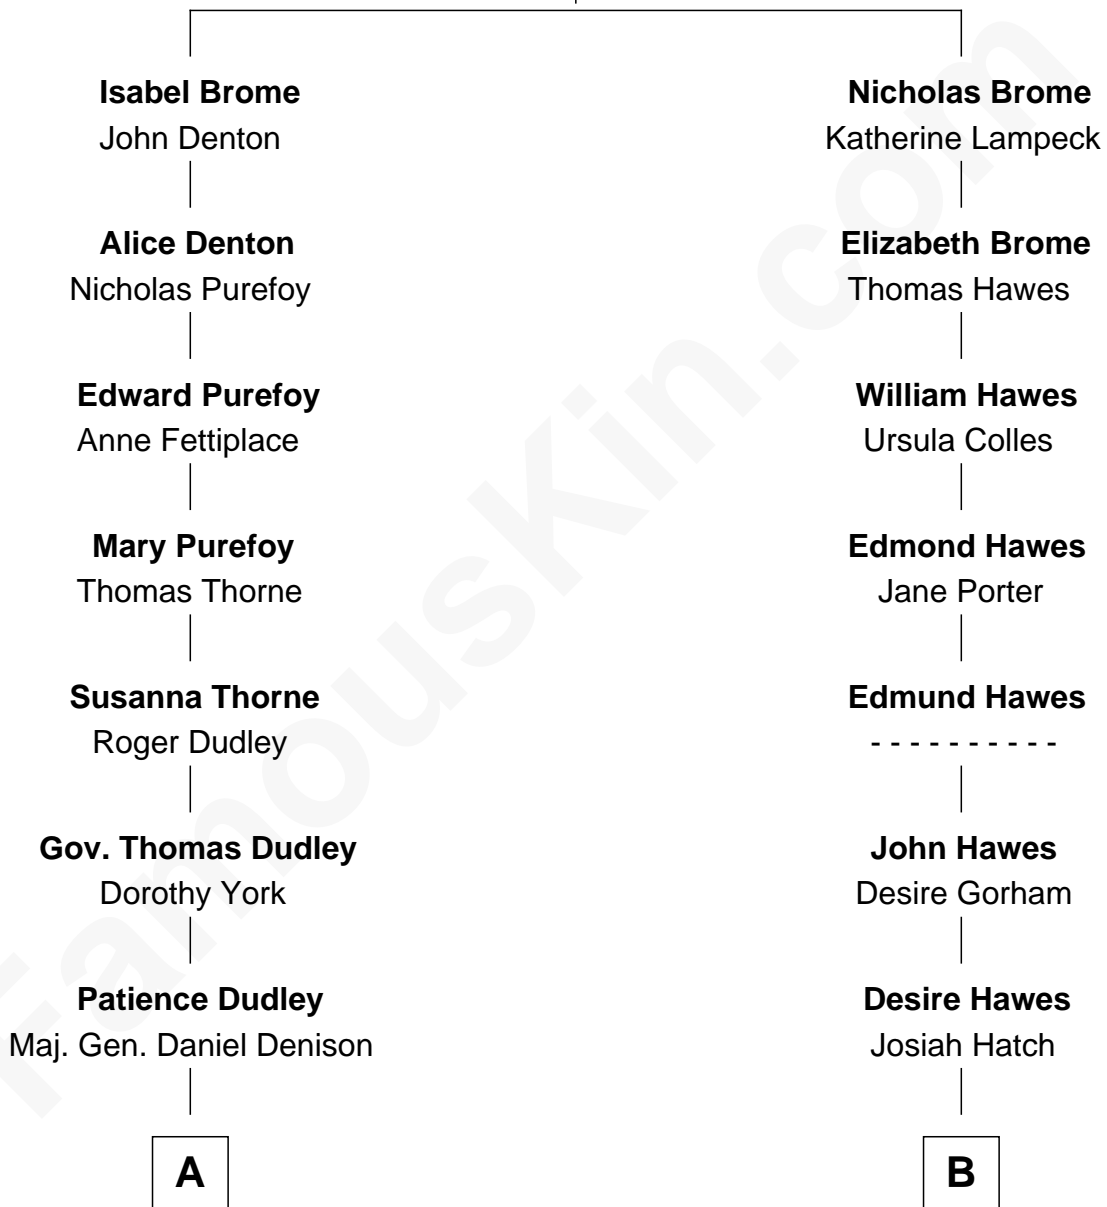 Isabel Brome
John Denton
Alice Denton
Nicholas Purefoy
Edward Purefoy
Anne Fettiplace
Mary Purefoy
Thomas Thorne
Susanna Thorne
Roger Dudley
Gov. Thomas Dudley
Dorothy York
Patience Dudley
Maj. Gen. Daniel Denison
A
Nicholas Brome
Katherine Lampeck
Elizabeth Brome
Thomas Hawes
William Hawes
Ursula Colles
Edmond Hawes
Jane Porter
Edmund Hawes
- - - - - - - - - -
John Hawes
Desire Gorham
Desire Hawes
Josiah Hatch
B
FamousKin.com